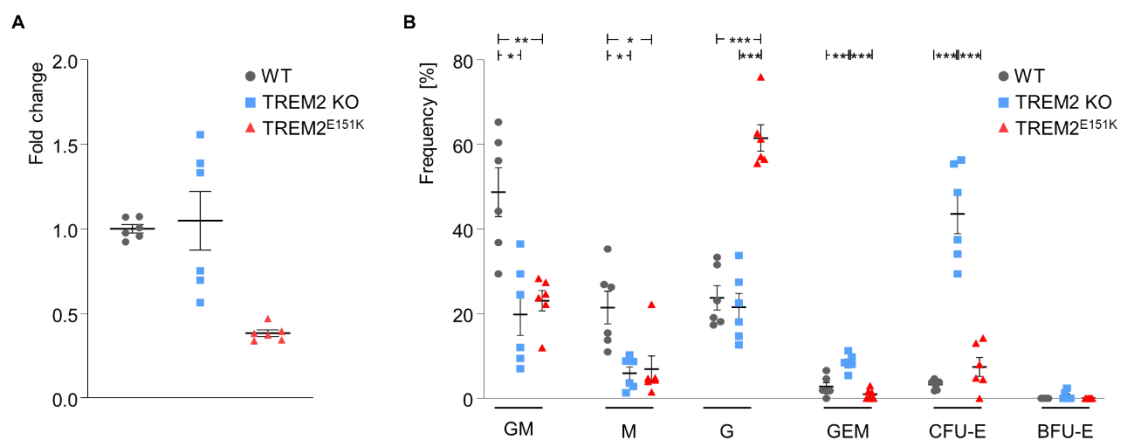 A
B
Fold change
2.0
1.5
1.0
0.5
0.0
WT
TREM2 KO
TREM2E151K
Frequency [%]
80
60
40
20
0
** * *** *** *** *** ***
* * ***
WT
TREM2 KO
TREM2E151K
GM M G GEM CFU-E BFU-E